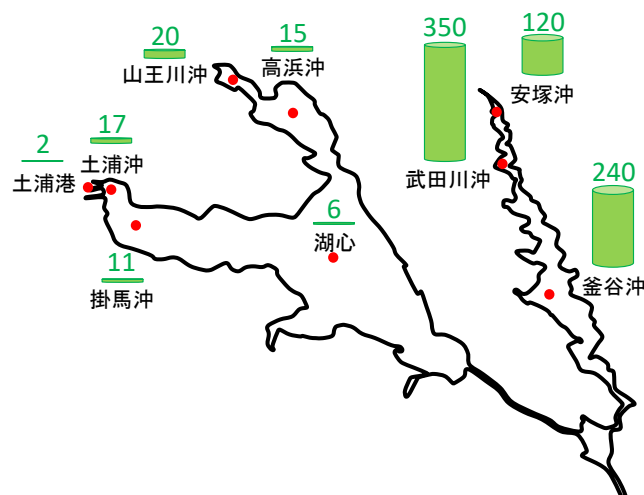 20
山王川沖
15
高浜沖
350
武田川沖
120
安塚沖
2
土浦港
17
土浦沖
6
湖心
240
釜谷沖
11
掛馬沖